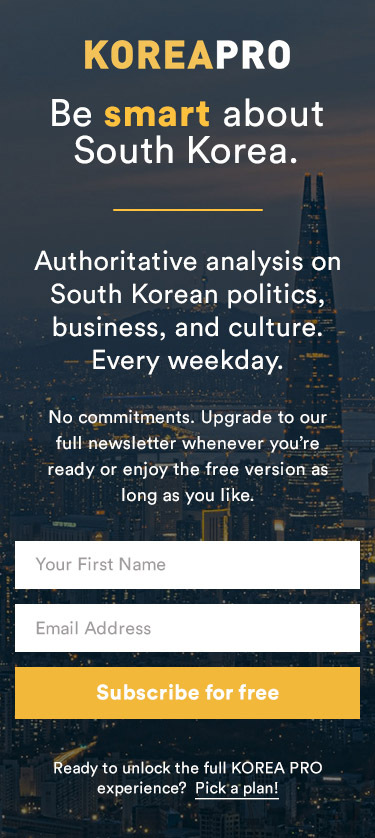 KOREAPRO
Be smart about
South Korea.
Authoritative analysis on
South Korean politics,
business, and culture.
Every weekday.
No commitments. Upgrade to our
full newsletter whenever you’re
ready or enjoy the free version as
long as you like.
Your First Name
Email Address
Subscribe for free
Ready to unlock the full KOREA PRO
experience? Pick a plan!